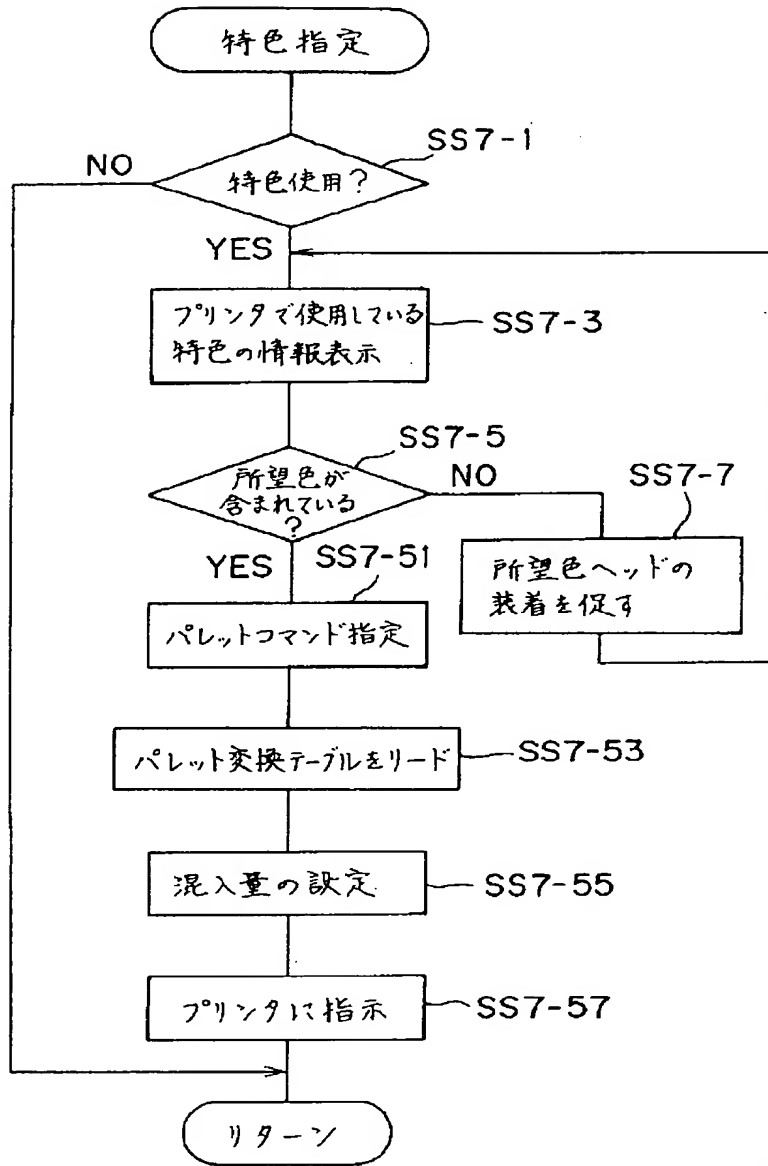 特色指定
SS7-1
NO
特色使用?
YES
プリンタで使用している
特色の情報表示
SS7-3
SS7-5
所望色が
含まれている
?
NO
SS7-7
YES
SS7-51
所望色ヘッドの
装着を促す
パレットコマンド指定
パレット変換テーブルをリード
SS7-53
混入量の設定
SS7-55
プリンタに指示
SS7-57
リターン